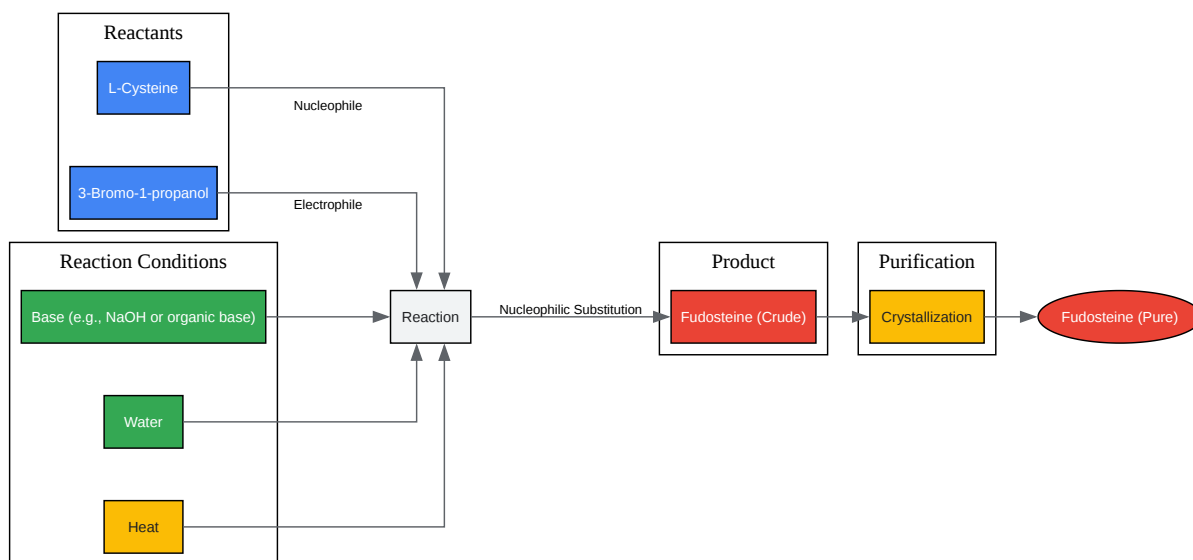 Reactants
L-Cysteine
Nucleophile
3-Bromo-1-propanol
Electrophile
Reaction Conditions
Base (e.g., NaOH or organic base)
Water
Heat
Reaction
Nucleophilic Substitution
Product
Fudosteine (Crude)
Purification
Crystallization
Fudosteine (Pure)